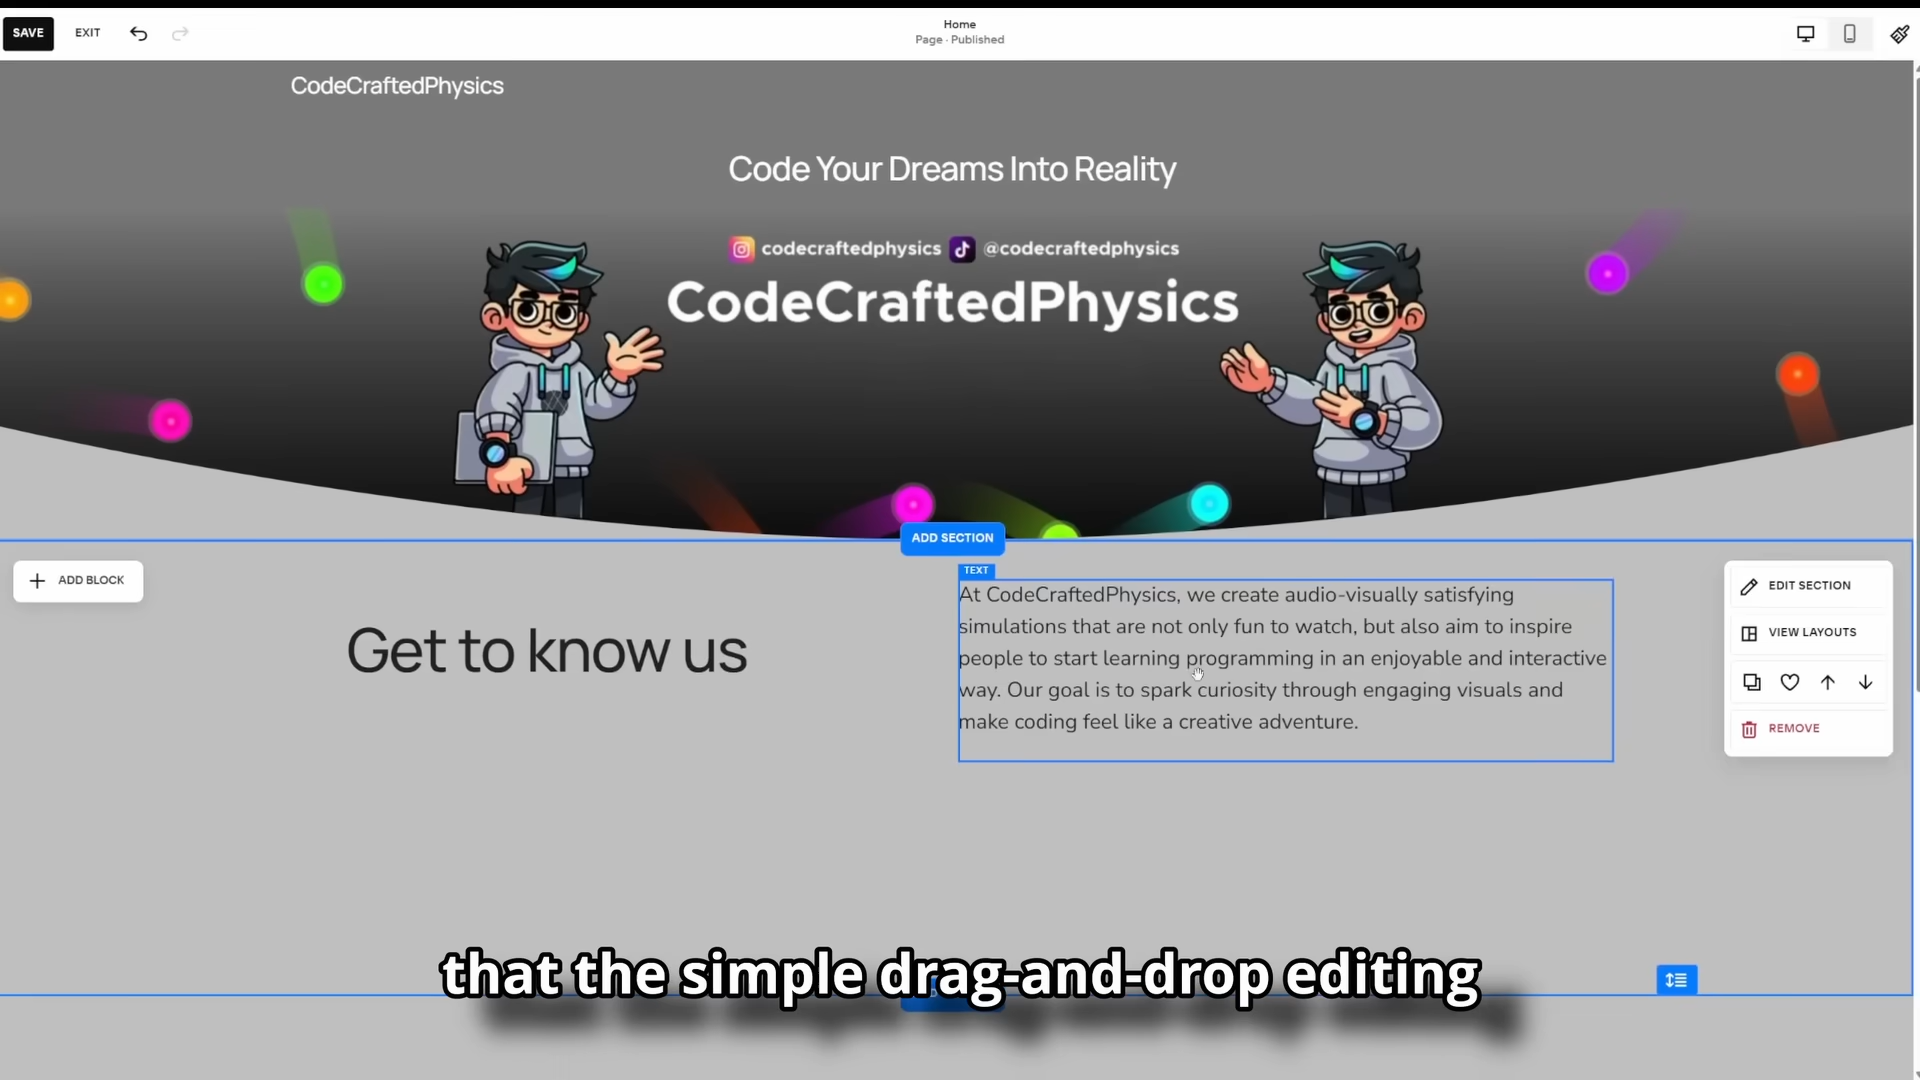 SAVE
EXIT
Home
Page · Published
CodeCraftedPhysics
Code Your Dreams Into Reality
codecraftedphysics @codecraftedphysics
CodeCraftedPhysics
ADD SECTION
ADD BLOCK
TEXT
Get to know us
At CodeCraftedPhysics, we create audio-visually satisfying
simulations that are not only fun to watch, but also aim to inspire
people to start learning programming in an enjoyable and interactive
way. Our goal is to spark curiosity through engaging visuals and
make coding feel like a creative adventure.
EDIT SECTION
VIEW LAYOUTS
REMOVE
that the simple drag-and-drop editing